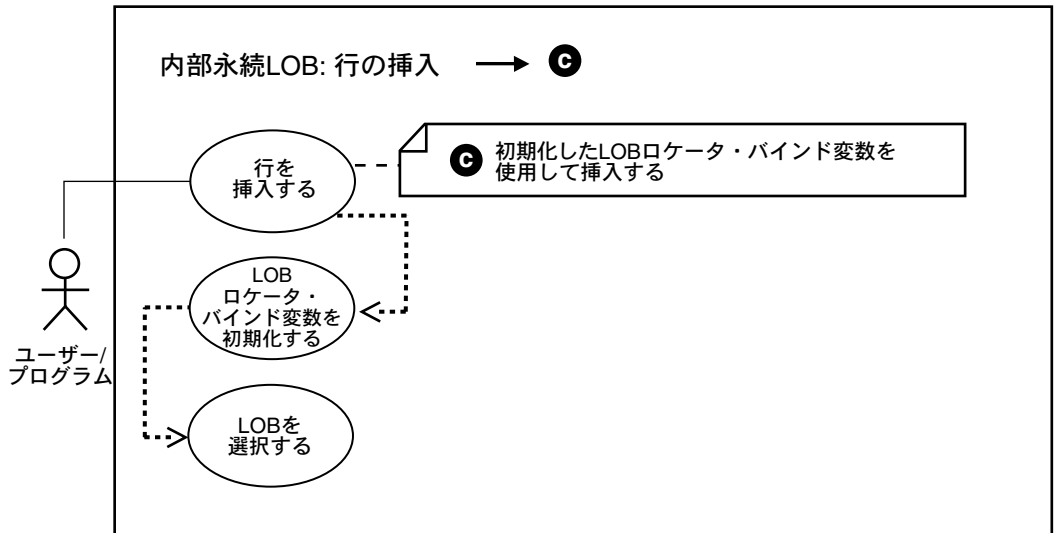 内部永続LOB: 行の挿入 C
行を
挿入する
C 初期化したLOBロケータ・バインド変数を
使用して挿入する
LOB
ロケータ・
バインド変数を
初期化する
ユーザー/
プログラム
LOBを
選択する